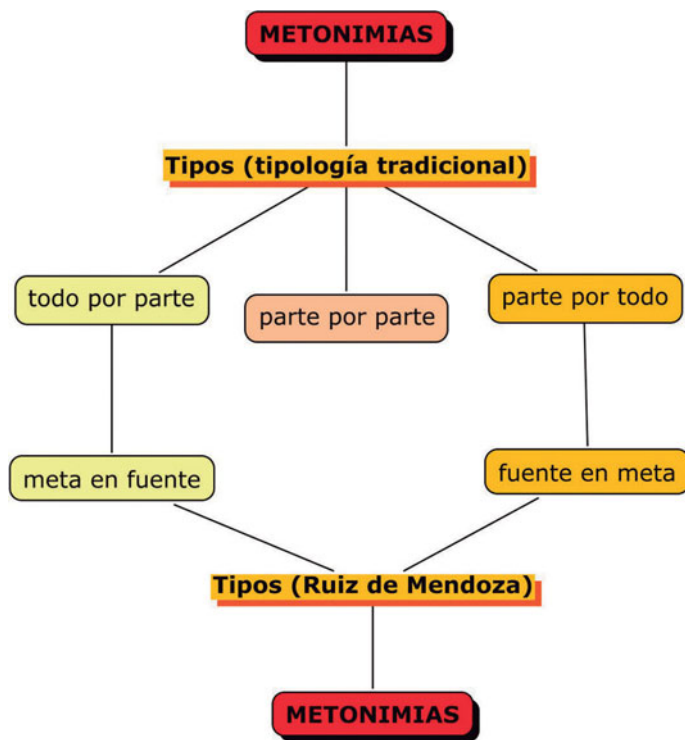 METONIMIAS
Tipos (tipología tradicional)
todo por parte
parte por parte
parte por todo
meta en fuente
fuente en meta
Tipos (Ruiz de Mendoza)
METONIMIAS